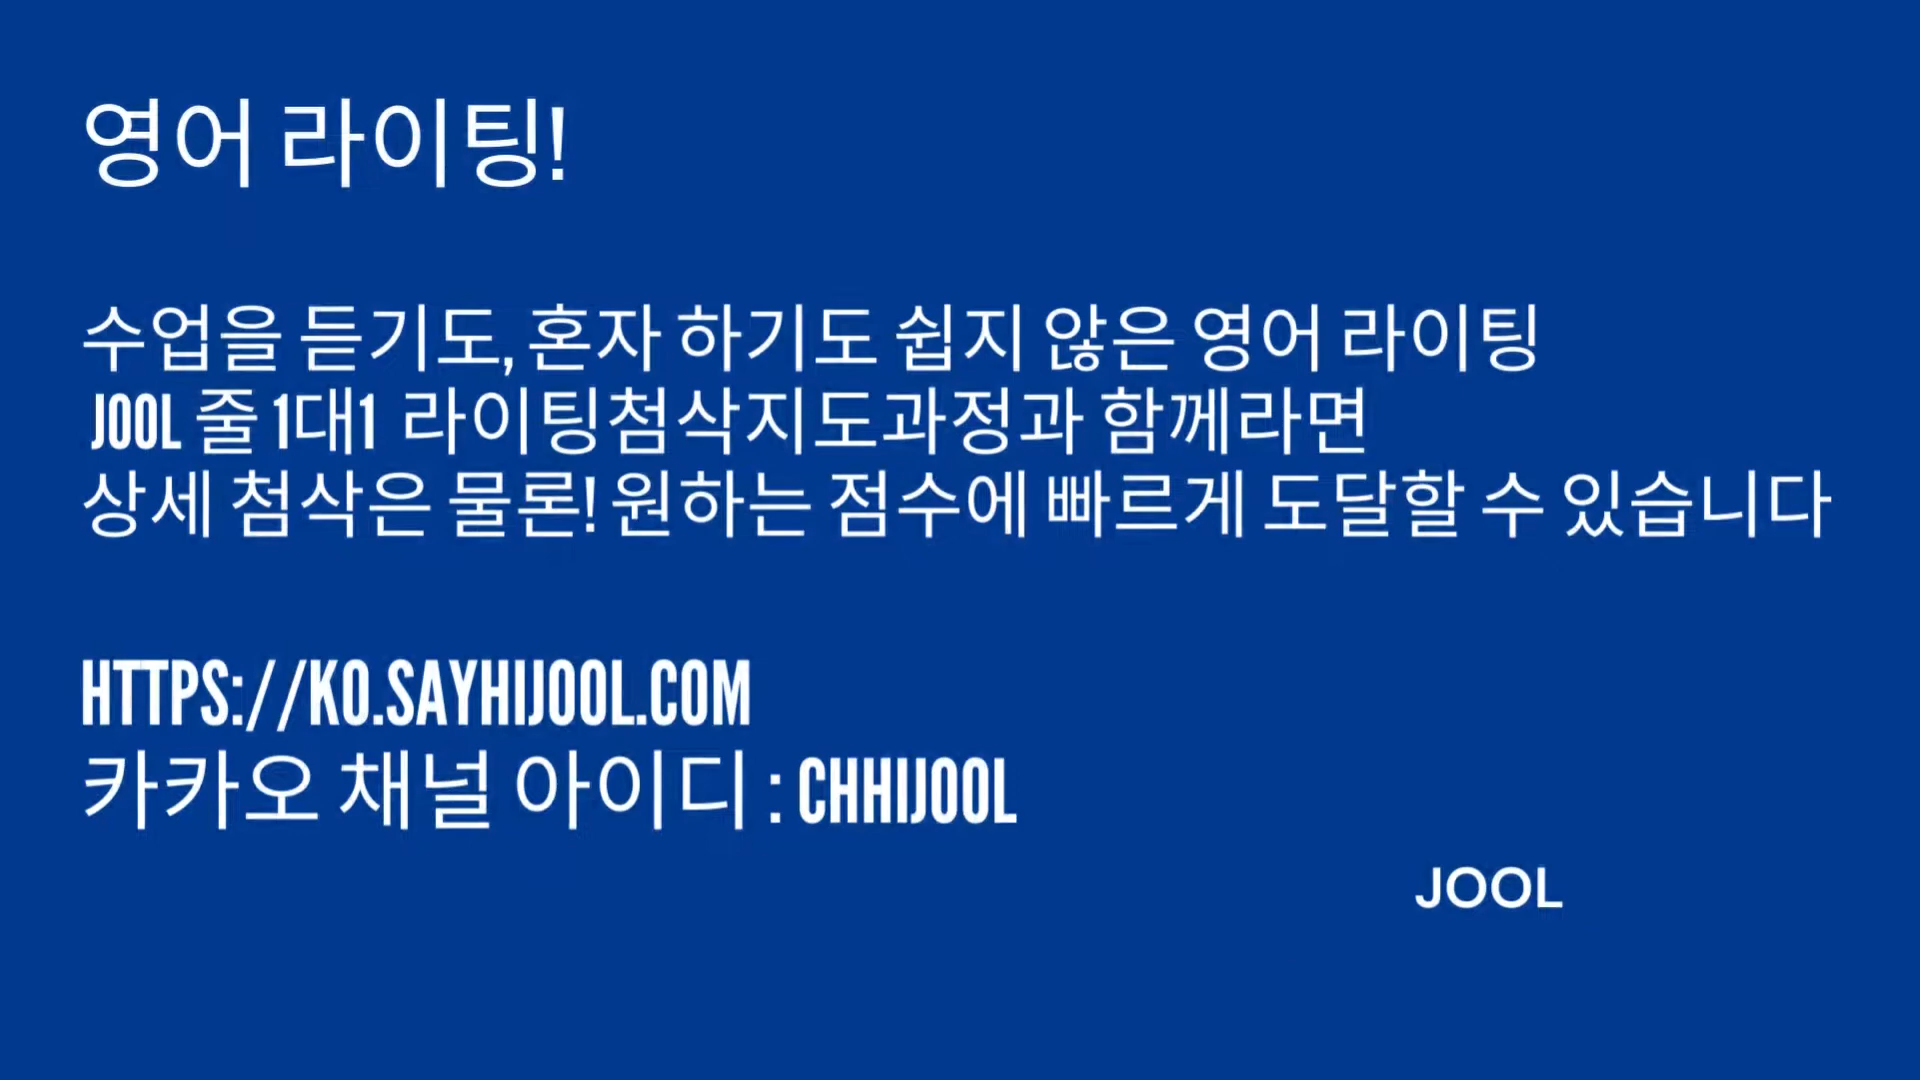 영어 라이팅!
수업을 듣기도, 혼자 하기도 쉽지 않은 영어 라이팅
JOOL 줄 1대1 라이팅첨삭지도과정과 함께라면
상세 첨삭은 물론! 원하는 점수에 빠르게 도달할 수 있습니다
HTTPS://KO.SAYHIJOOL.COM
카카오 채널 아이디 : CHHIJOOL
JOOL